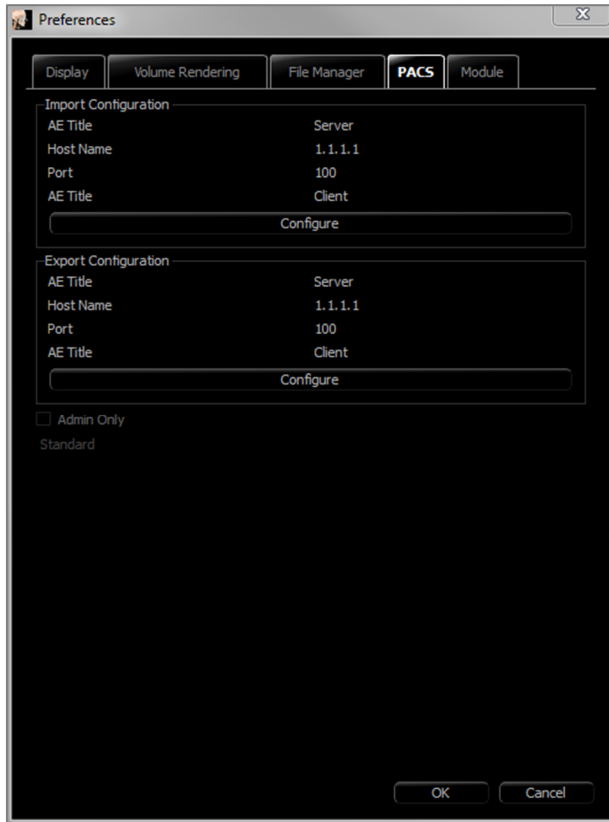 Preferences
Display Volume Rendering File Manager PACS Module
Import Configuration
AE Title Server
Host Name 1.1.1.1
Port 100
AE Title Client
Configure
Export Configuration
AE Title Server
Host Name 1.1.1.1
Port 100
AE Title Client
Configure
Admin Only
Standard
OK Cancel